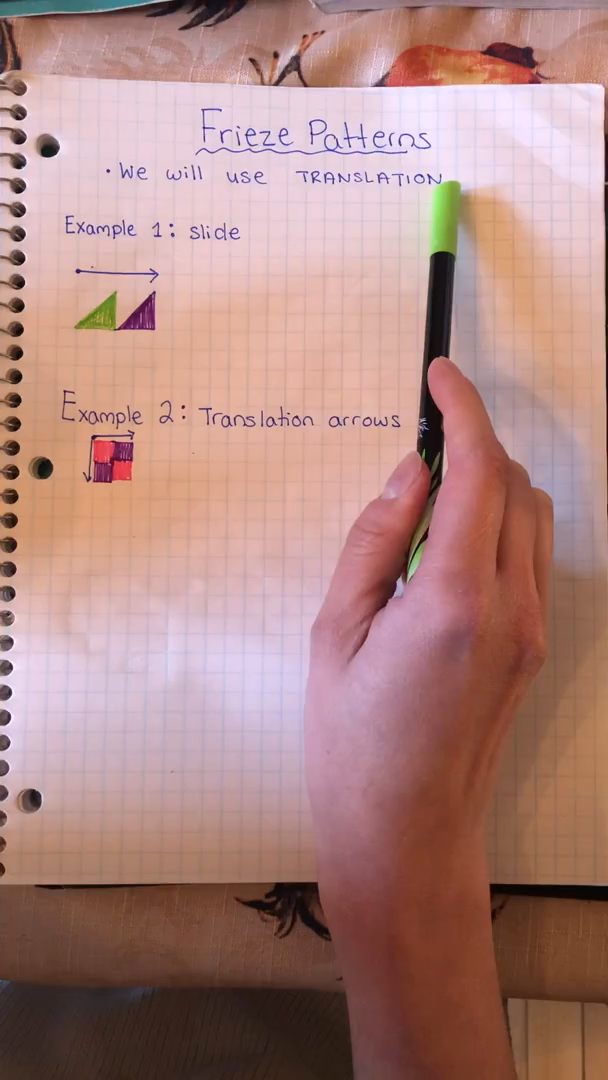 Frieze Patterns
• We will use TRANSLATION
Example 1: slide
Example 2: Translation arrows